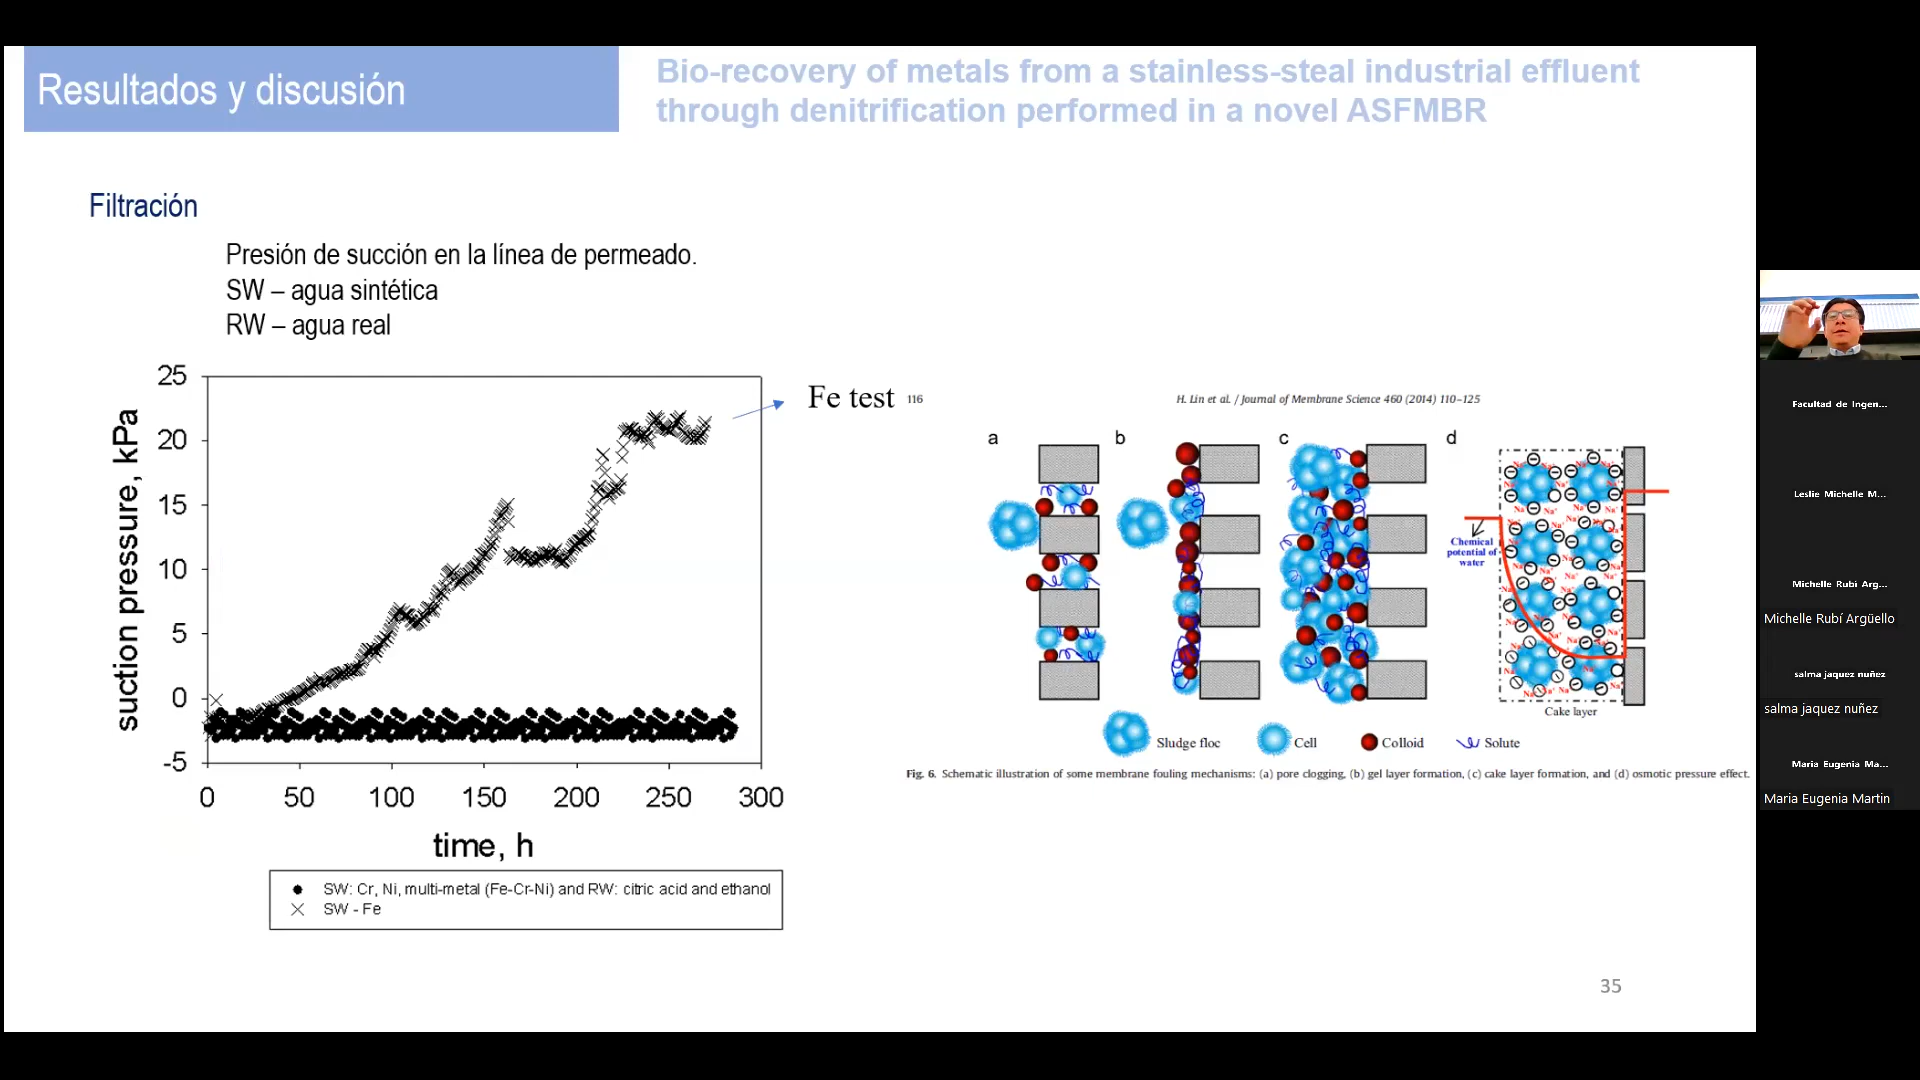 Resultados y discusión
Bio-recovery of metals from a stainless-steal industrial effluent
through denitrification performed in a novel ASFMBR
Filtración
Presión de succión en la línea de permeado.
SW – agua sintética
RW – agua real
suction pressure, kPa
25
20
15
10
5
0
-5
0 50 100 150 200 250 300
time, h
SW: Cr, Ni, multi-metal (Fe-Cr-Ni) and RW: citric acid and ethanol
SW - Fe
Fe test
116
H. Lin et al. / Journal of Membrane Science 460 (2014) 110–125
a b c d
Chemical
potential of
water
Cake layer
Sludge floc Cell Colloid Solute
Fig. 6. Schematic illustration of some membrane fouling mechanisms: (a) pore clogging, (b) gel layer formation, (c) cake layer formation, and (d) osmotic pressure effect.
35
Facultad de Ingen...
Leslie Michelle M...
Michelle Rubí Arg...
Michelle Rubí Argüello
salma jaquez nuñez
salma jaquez nuñez
Maria Eugenia Ma...
Maria Eugenia Martin